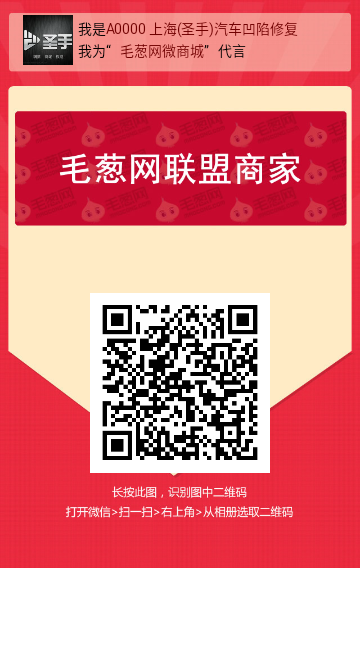 我是A0000 上海(圣手)汽车凹陷修复
我为“毛葱网微商城”代言
圣手
毛葱网联盟商家
长按此图，识别图中二维码
打开微信>扫一扫>右上角>从相册选取二维码